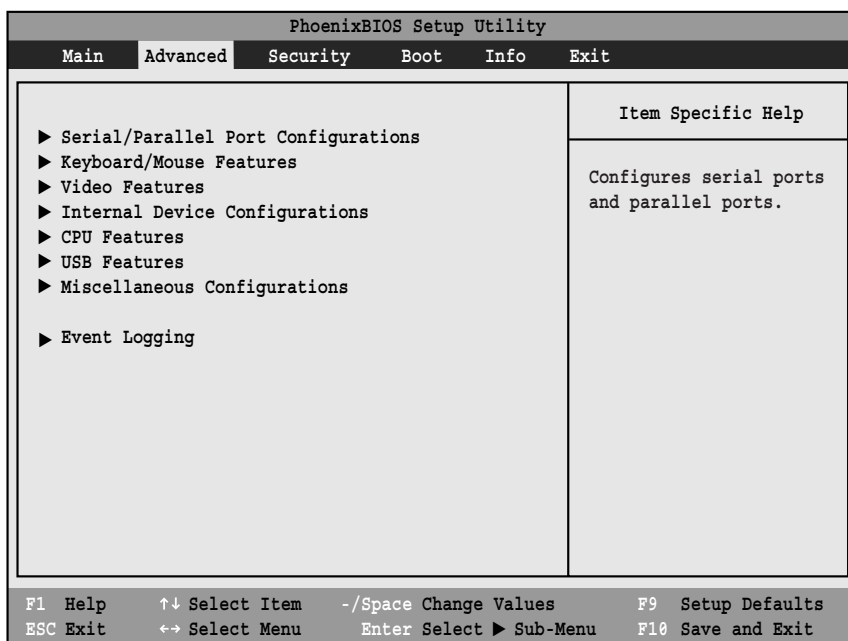 PhoenixBIOS Setup Utility
Main Advanced Security Boot Info Exit
▶ Serial/Parallel Port Configurations
▶ Keyboard/Mouse Features
▶ Video Features
▶ Internal Device Configurations
▶ CPU Features
▶ USB Features
▶ Miscellaneous Configurations
▶ Event Logging
Item Specific Help
Configures serial ports
and parallel ports.
F1 Help ↑↓ Select Item -/Space Change Values F9 Setup Defaults
ESC Exit ←→ Select Menu Enter Select ▶ Sub-Menu F10 Save and Exit